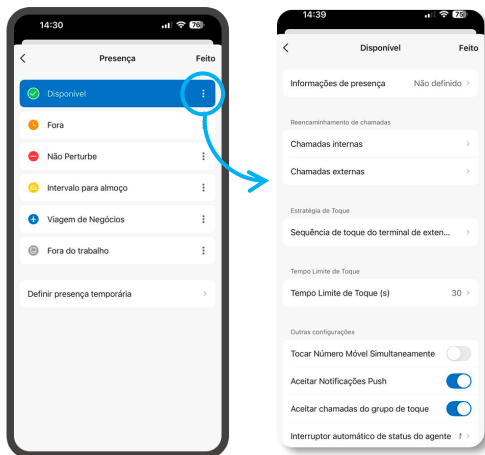 14:30
76
Presença
Feito
Disponível
Fora
Não Perturbe
Intervalo para almoço
Viagem de Negócios
Fora do trabalho
Definir presença temporária
14:39
75
Disponível
Feito
Informações de presença Não definido
Reencaminhamento de chamadas
Chamadas internas
Chamadas externas
Estratégia de Toque
Sequência de toque do terminal de exten...
Tempo Limite de Toque
Tempo Limite de Toque (s) 30
Outras configurações
Tocar Número Móvel Simultaneamente
Aceitar Notificações Push
Aceitar chamadas do grupo de toque
Interruptor automático de status do agente